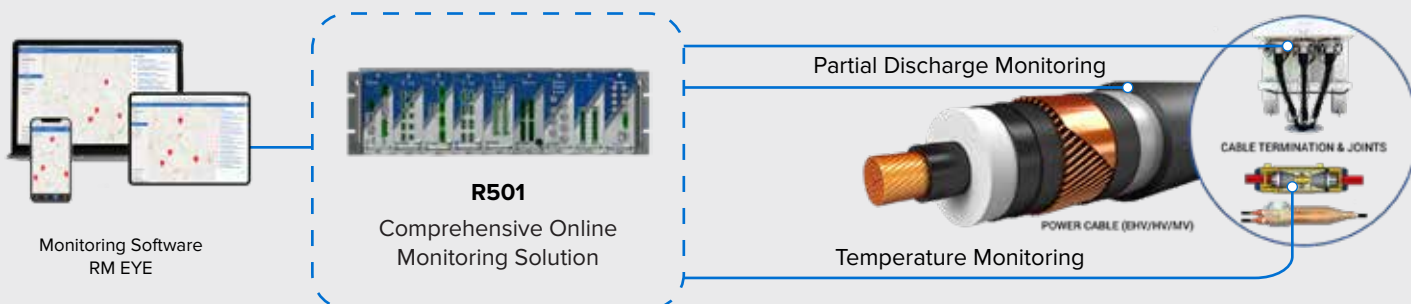 Monitoring Software
RM EYE
R501
Comprehensive Online
Monitoring Solution
Partial Discharge Monitoring
POWER CABLE (EHV/HV/MV)
Temperature Monitoring
CABLE TERMINATION & JOINTS